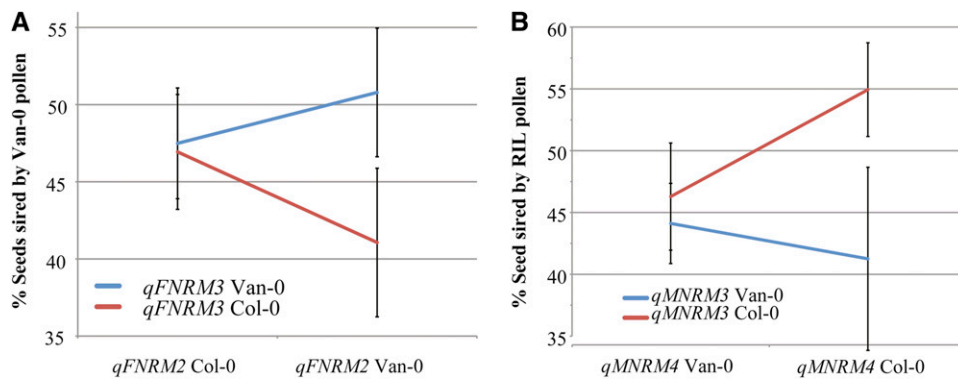 A
% Seeds sired by Van-0 pollen
55
50
45
40
35
qFNRM3 Van-0
qFNRM3 Col-0
qFNRM2 Col-0
qFNRM2 Van-0
B
% Seed sired by RIL pollen
60
55
50
45
40
35
qMNRM3 Van-0
qMNRM3 Col-0
qMNRM4 Van-0
qMNRM4 Col-0